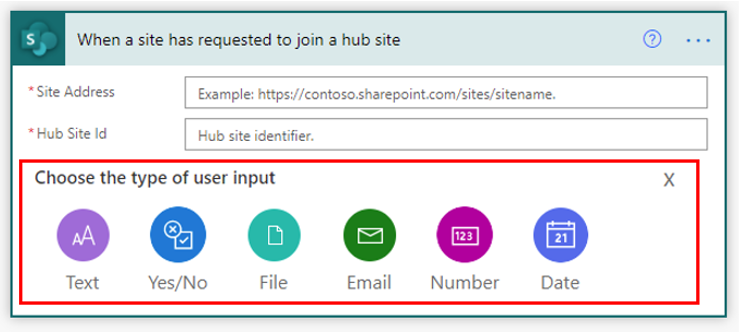 S
When a site has requested to join a hub site
? ...
* Site Address
Example: https://contoso.sharepoint.com/sites/sitename.
* Hub Site Id
Hub site identifier.
Choose the type of user input
X
AA 123 21
Text Yes/No File Email Number Date